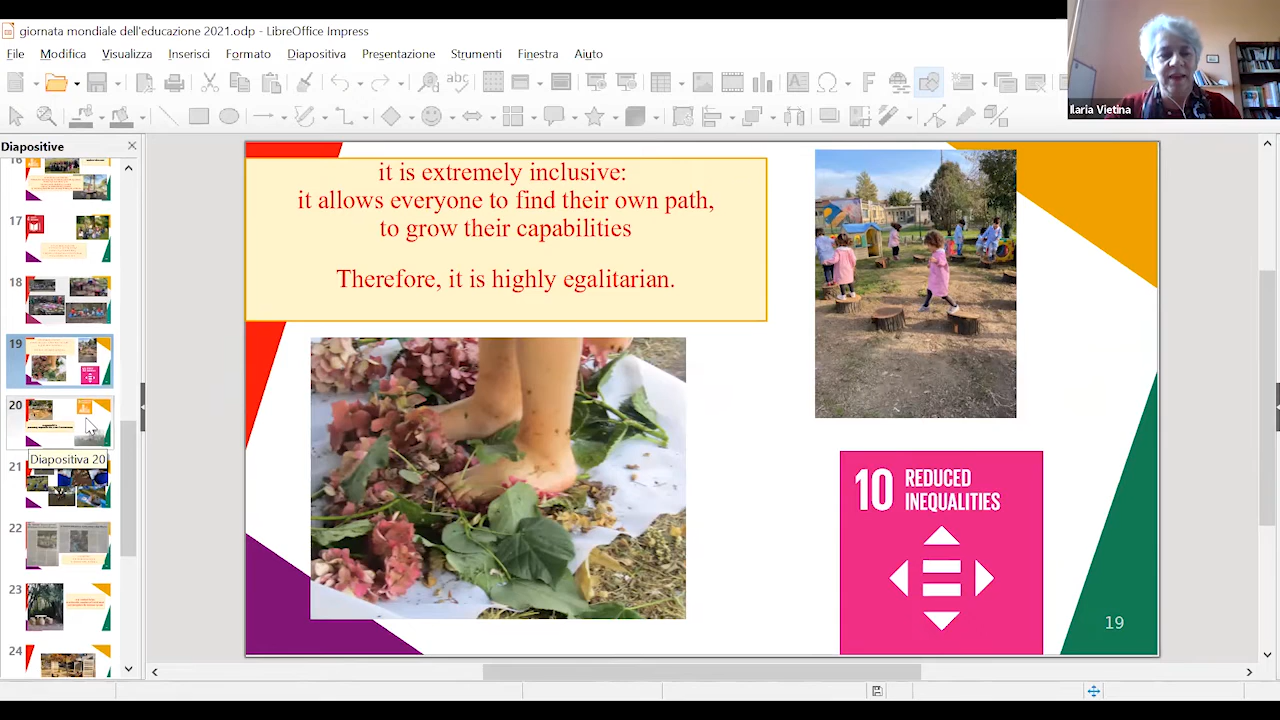 giornata mondiale dell'educazione 2021.odp - LibreOffice Impress
File Modifica Visualizza Inserisci Formato Diapositiva Presentazione Strumenti Finestra Aiuto
Ilaria Vietina
Diapositive
16
17
18
19
20
Diapositiva 20
21
22
23
24
it is extremely inclusive:
it allows everyone to find their own path,
to grow their capabilities
Therefore, it is highly egalitarian.
10 REDUCED
INEQUALITIES
19